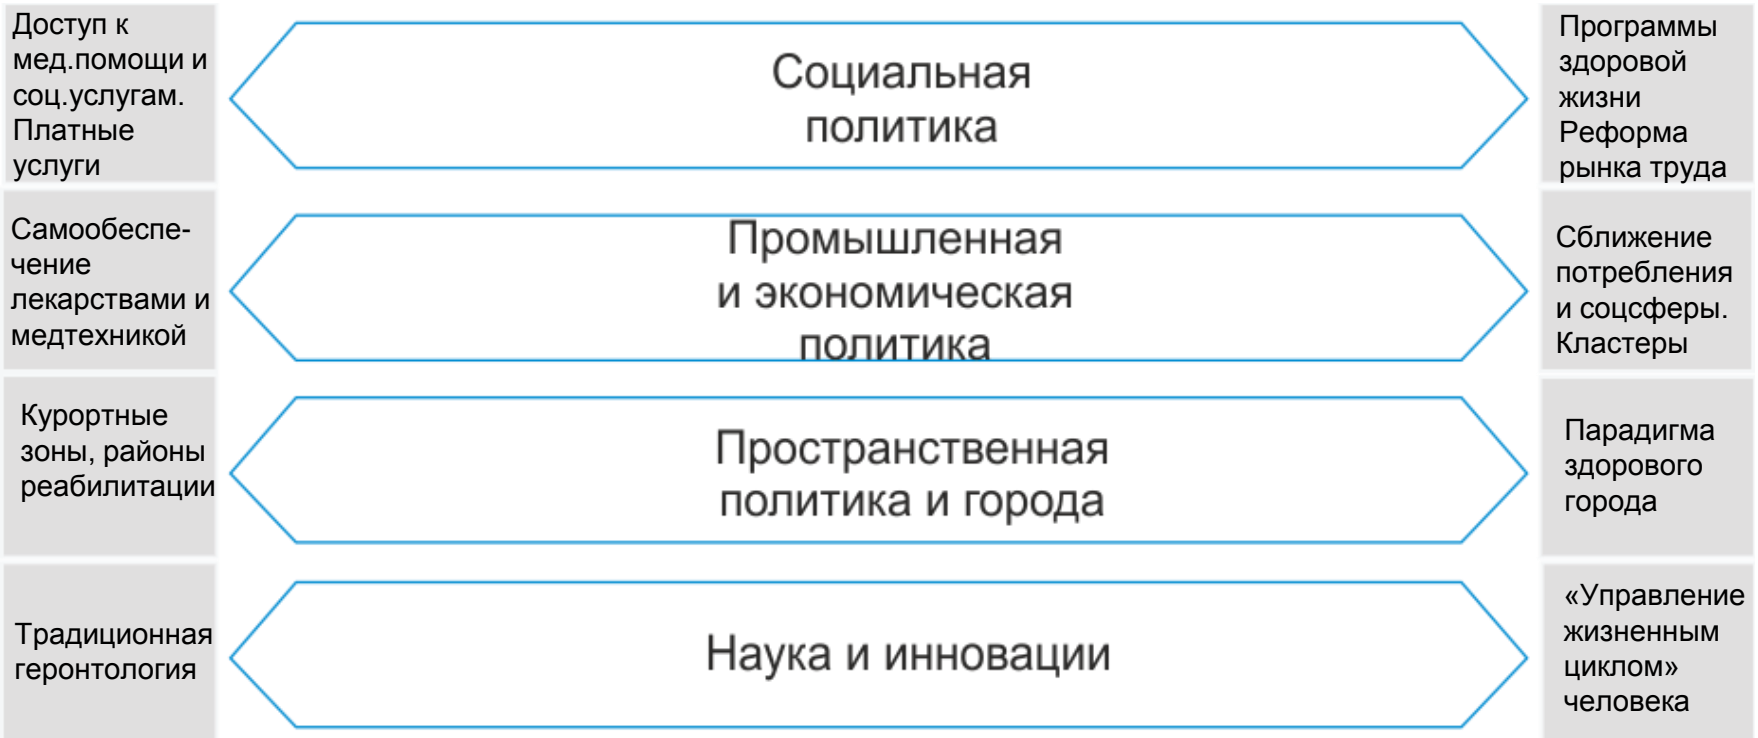 Доступ к
мед.помощи и
соц.услугам.
Платные
услуги
Социальная
политика
Программы
здоровой
жизни
Реформа
рынка труда
Самообеспе-
чение
лекарствами и
медтехникой
Промышленная
и экономическая
политика
Сближение
потребления
и соцсферы.
Кластеры
Курортные
зоны, районы
реабилитации
Пространственная
политика и города
Парадигма
здорового
города
Традиционная
геронтология
Наука и инновации
«Управление
жизненным
циклом»
человека